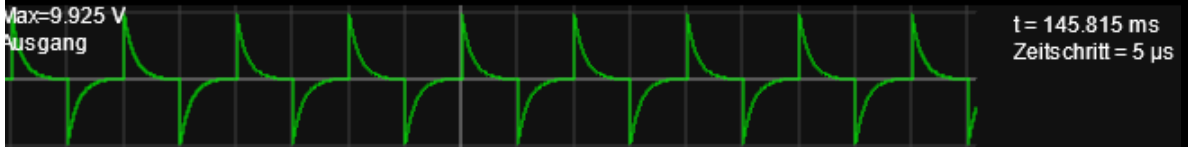 Max=9.925 V
Ausgang
t = 145.815 ms
Zeitschritt = 5 µs